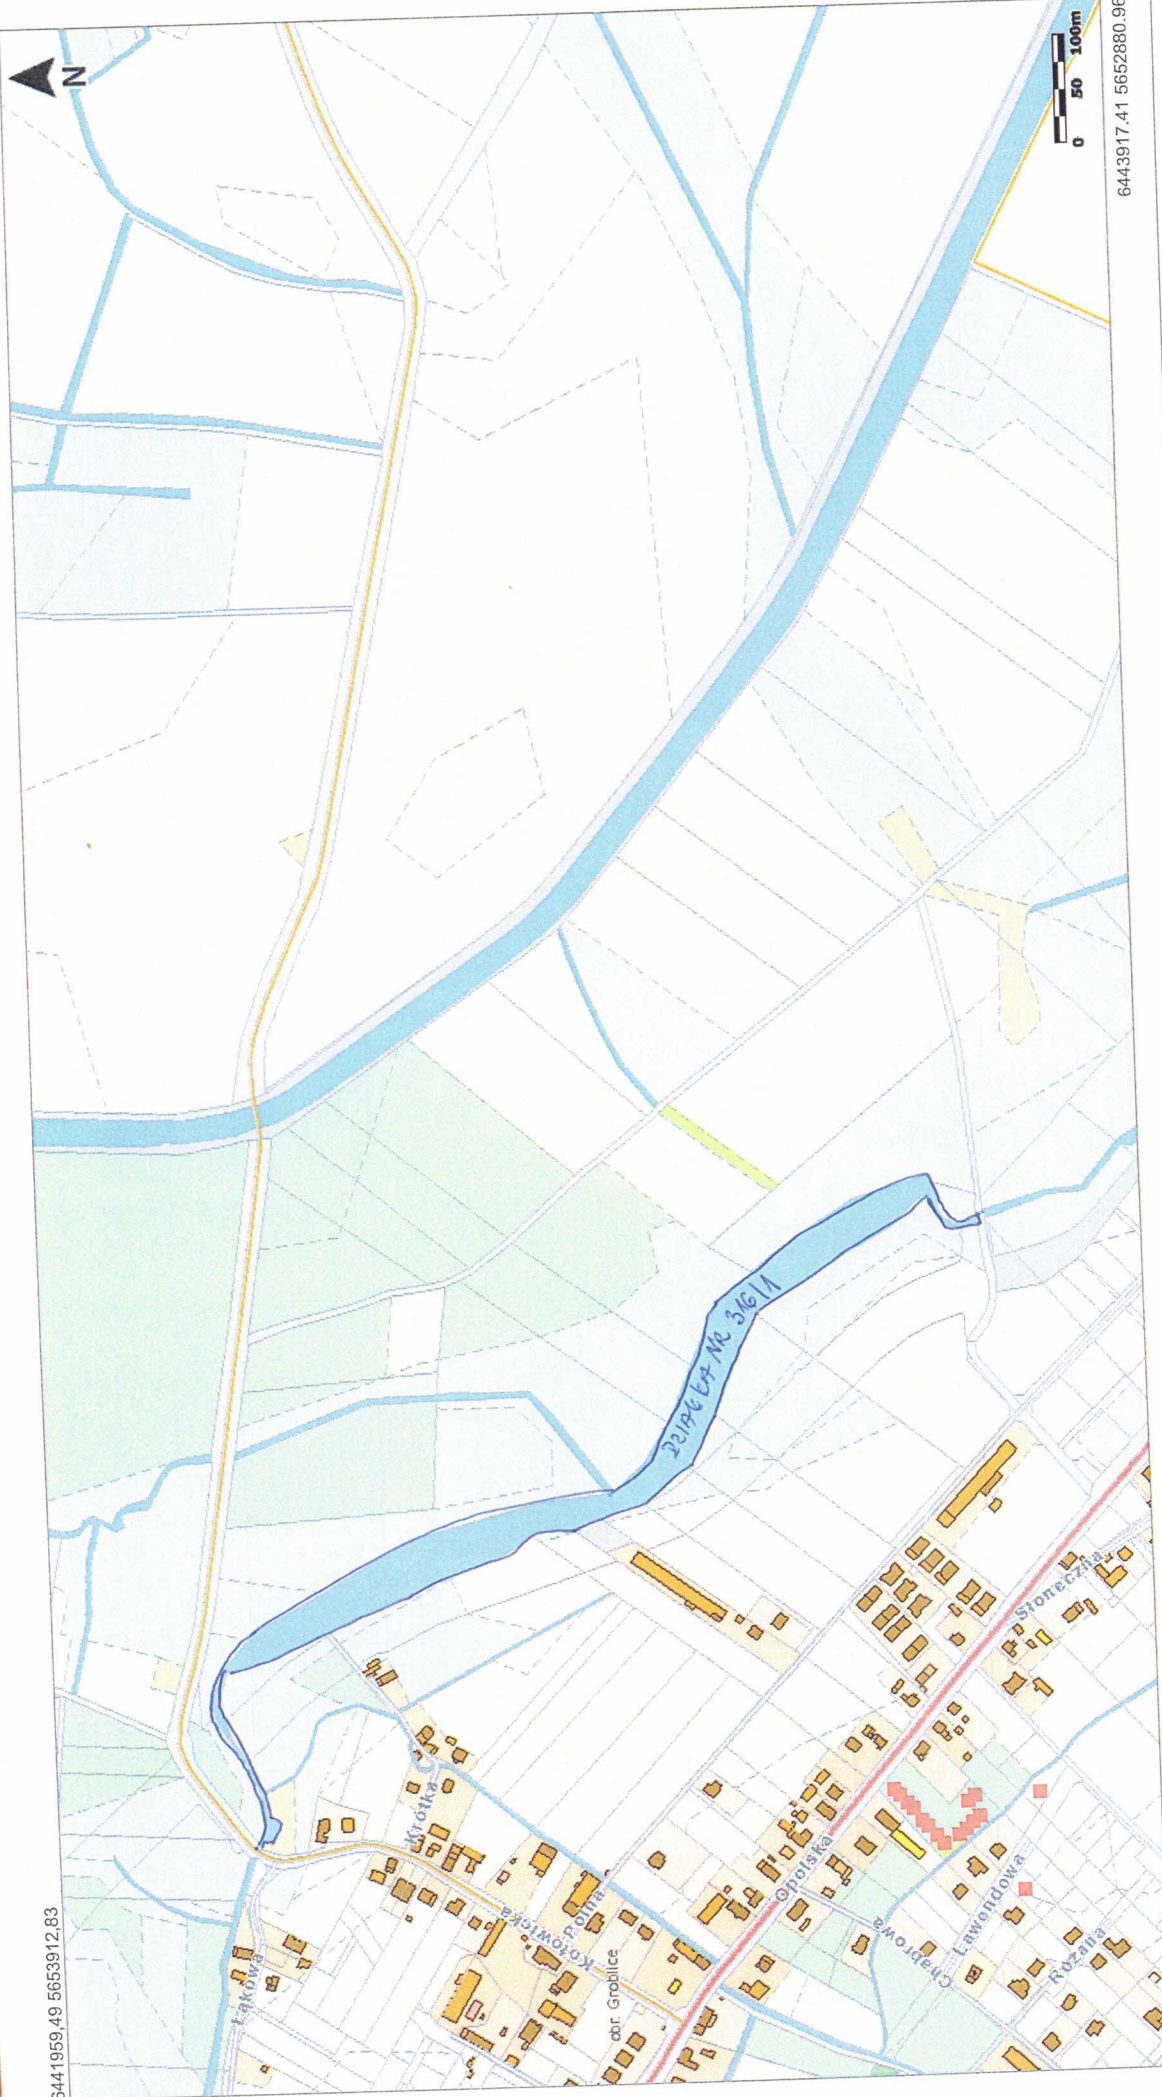 N
6441959,49 5653912,83
6443917.41 5652880.96
0 50 100m
DZIAŁKA NR 316/1
Łąkowa
Krótka
Kotowicka
Polna
obr. Groblice
Opolska
Chabrowa
Lawendowa
Różana
Słoneczna